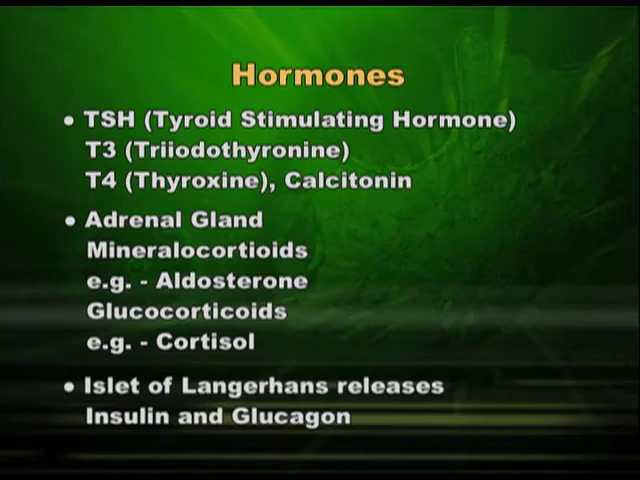 Hormones
• TSH (Tyroid Stimulating Hormone)
T3 (Triiodothyronine)
T4 (Thyroxine), Calcitonin
• Adrenal Gland
Mineralocortioids
e.g. - Aldosterone
Glucocorticoids
e.g. - Cortisol
• Islet of Langerhans releases
Insulin and Glucagon